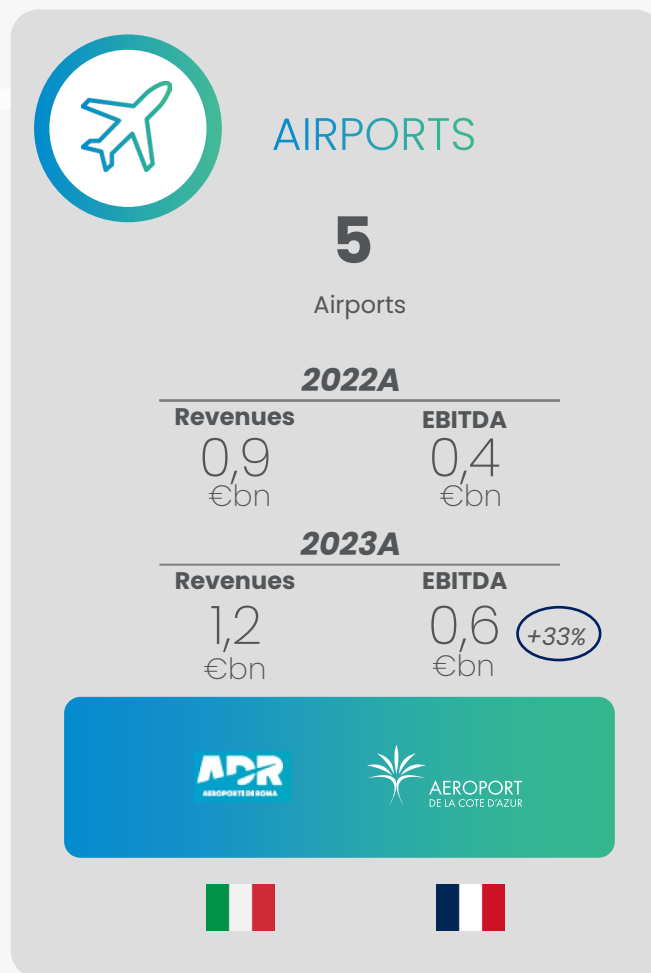 AIRPORTS
5
Airports
2022A
Revenues EBITDA
0,9 0,4
€bn €bn
2023A
Revenues EBITDA
1,2 0,6 +33%
€bn €bn
ADR AEROPORT
AEROPORTI DI ROMA DE LA COTE D'AZUR